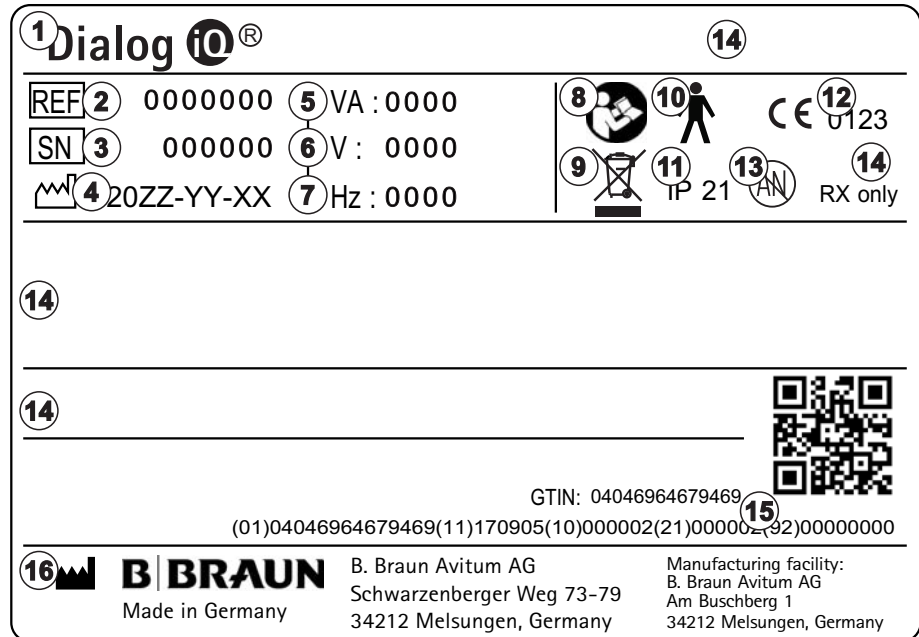 1 Dialog iQ® 14
REF 2 0000000 5 VA : 0000 8 10 CE 12 0123
SN 3 000000 6 V : 0000
4 20ZZ-YY-XX 7 Hz : 0000 9 11 IP 21 13 AN 14 RX only
14
14
GTIN: 04046964679469
15
(01)04046964679469(11)170905(10)000002(21)000002(92)00000000
16 B BRAUN
Made in Germany
B. Braun Avitum AG
Schwarzenberger Weg 73-79
34212 Melsungen, Germany
Manufacturing facility:
B. Braun Avitum AG
Am Buschberg 1
34212 Melsungen, Germany